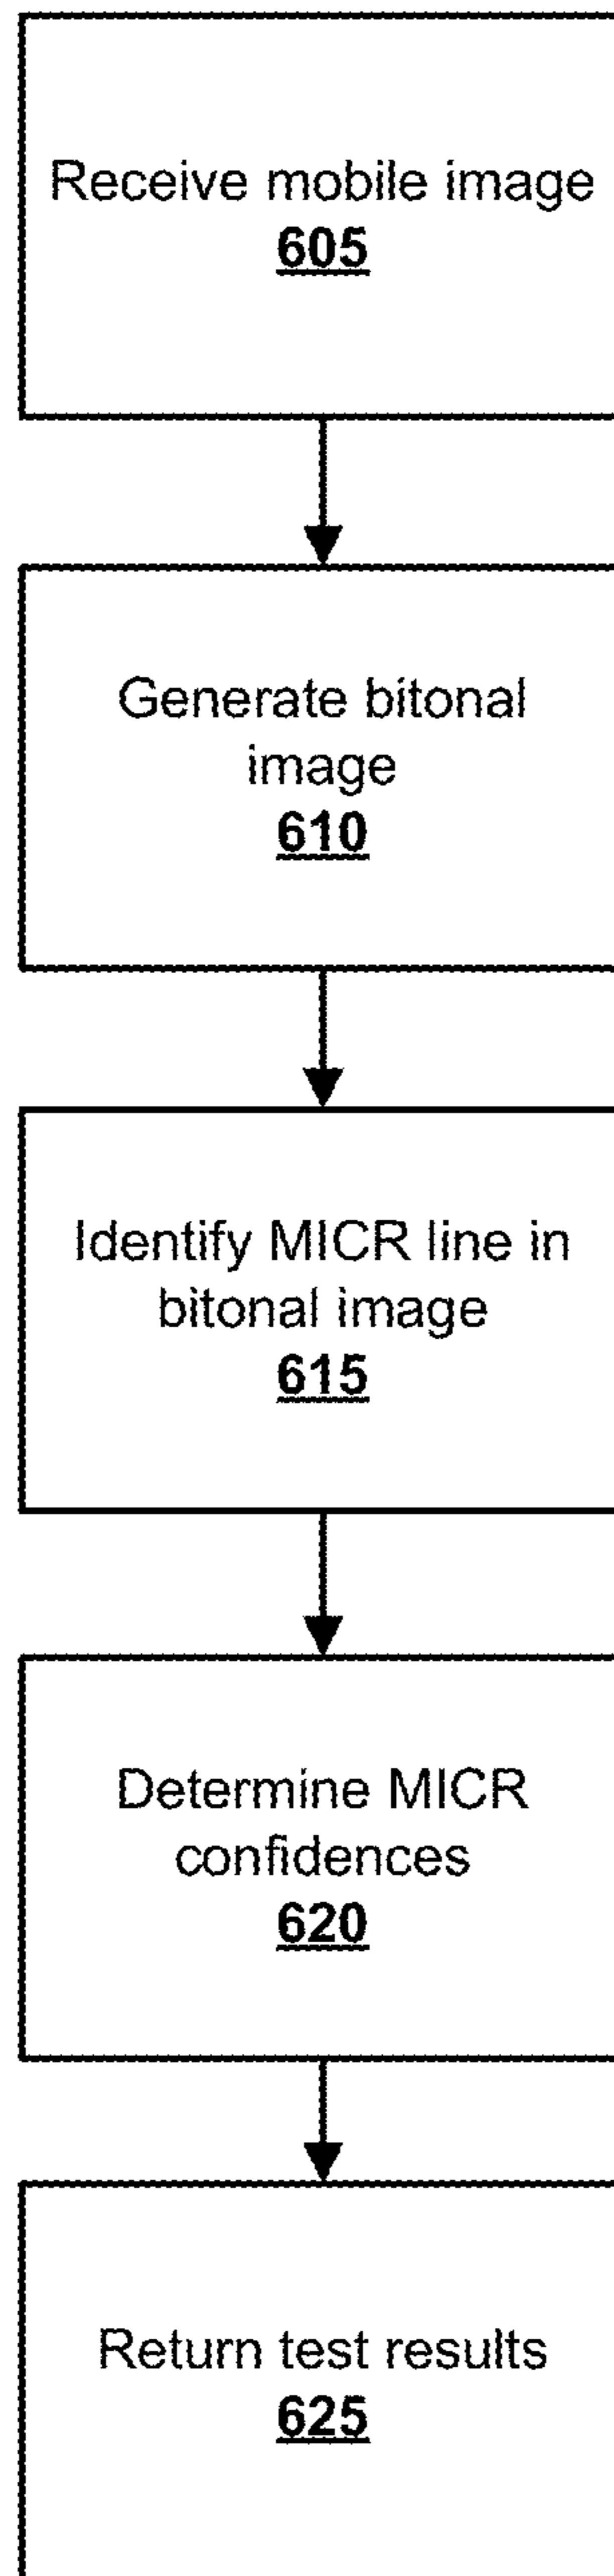 Receive mobile image
605
Generate bitonal
image
610
Identify MICR line in
bitonal image
615
Determine MICR
confidences
620
Return test results
625